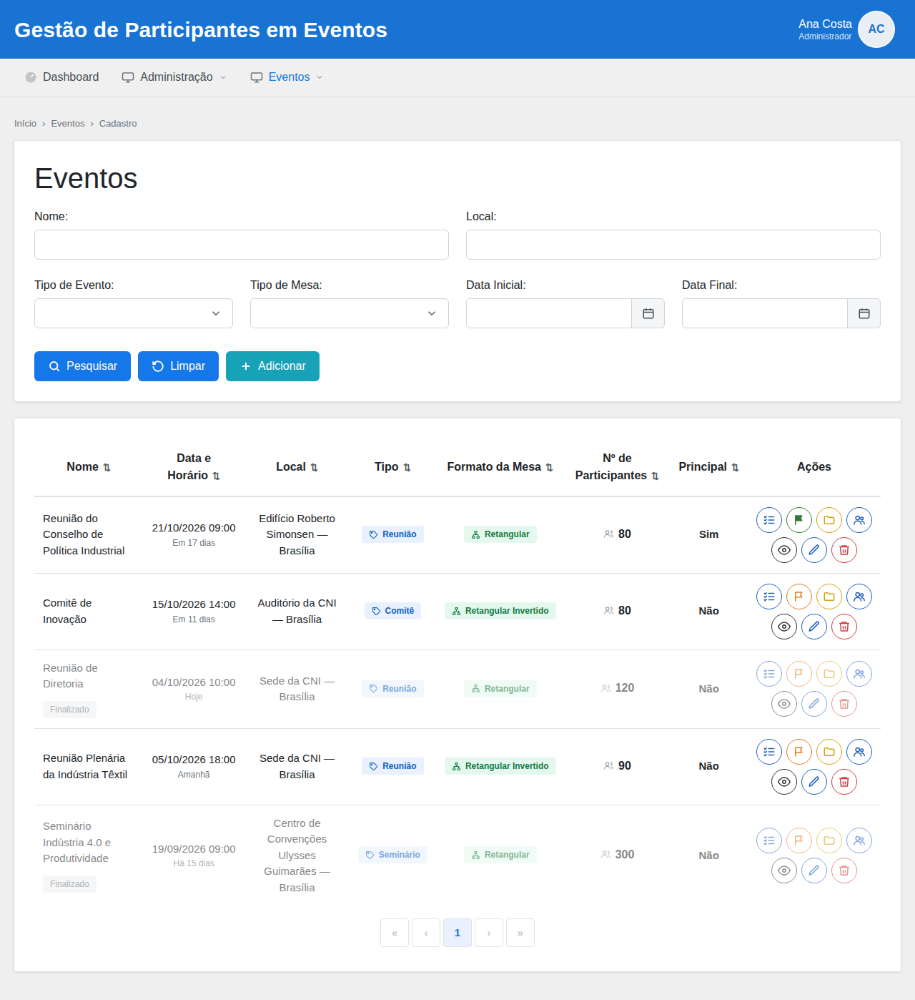 Gestão de Participantes em Eventos
Ana Costa
Administrador
AC
Dashboard
Administração
Eventos
Início › Eventos › Cadastro
Eventos
Nome:
Local:
Tipo de Evento:
Tipo de Mesa:
Data Inicial:
Data Final:
Pesquisar
Limpar
Adicionar
Nome ⇅
Data e
Horário ⇅
Local ⇅
Tipo ⇅
Formato da Mesa ⇅
Nº de
Participantes ⇅
Principal ⇅
Ações
Reunião do
Conselho de
Política Industrial
21/10/2026 09:00
Em 17 dias
Edifício Roberto
Simonsen —
Brasília
Reunião
Retangular
80
Sim
Comitê de
Inovação
15/10/2026 14:00
Em 11 dias
Auditório da CNI
— Brasília
Comitê
Retangular Invertido
80
Não
Reunião de
Diretoria
Finalizado
04/10/2026 10:00
Hoje
Sede da CNI —
Brasília
Reunião
Retangular
120
Não
Reunião Plenária
da Indústria Têxtil
05/10/2026 18:00
Amanhã
Sede da CNI —
Brasília
Reunião
Retangular Invertido
90
Não
Seminário
Indústria 4.0 e
Produtividade
Finalizado
19/09/2026 09:00
Há 15 dias
Centro de
Convenções
Ulysses
Guimarães —
Brasília
Seminário
Retangular
300
Não
« ‹ 1 › »